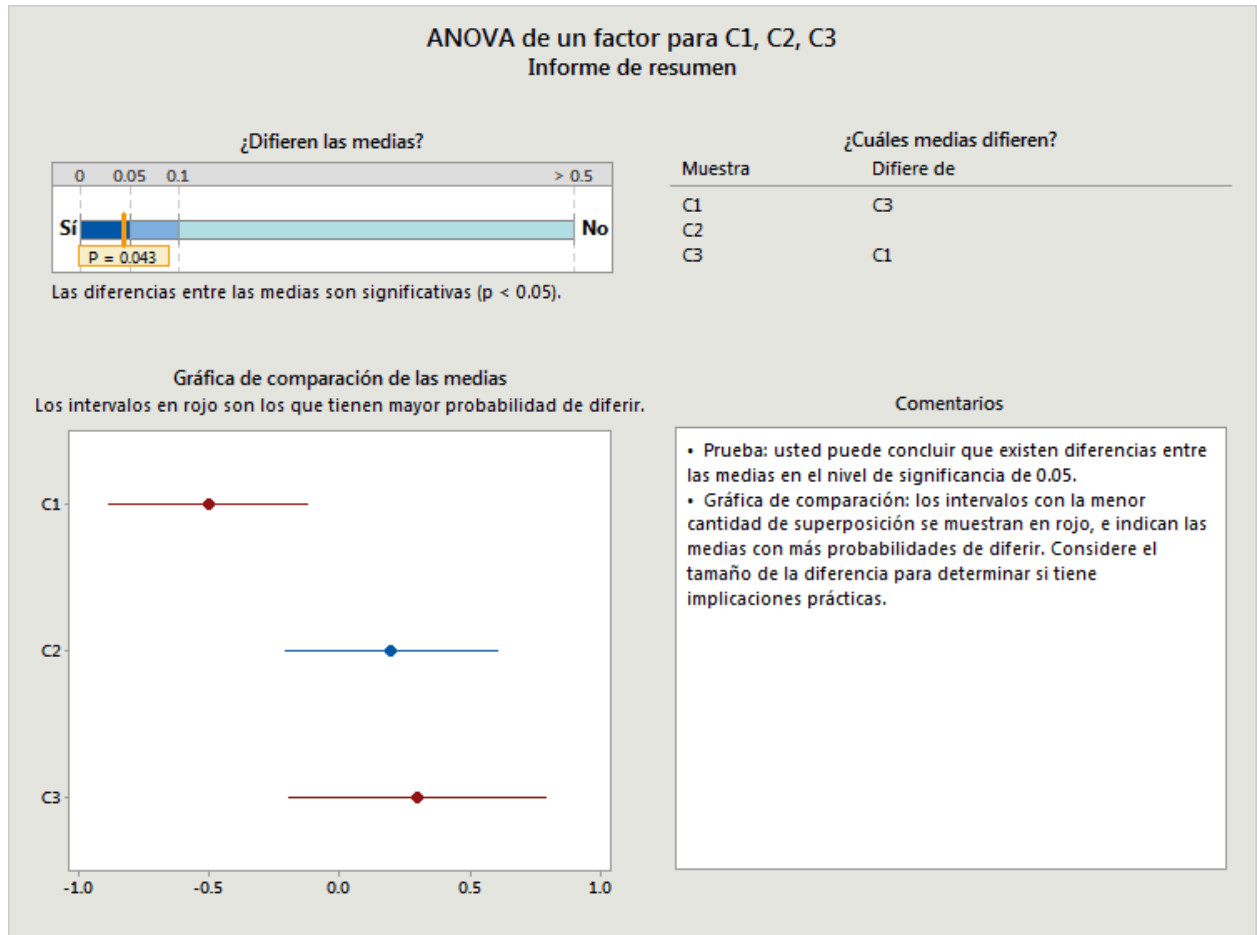 ANOVA de un factor para C1, C2, C3
Informe de resumen
¿Difieren las medias?
0 0.05 0.1 > 0.5
Sí No
P = 0.043
Las diferencias entre las medias son significativas (p < 0.05).
¿Cuáles medias difieren?
Muestra Difiere de
C1 C3
C2
C3 C1
Gráfica de comparación de las medias
Los intervalos en rojo son los que tienen mayor probabilidad de diferir.
C1
C2
C3
-1.0 -0.5 0.0 0.5 1.0
Comentarios
• Prueba: usted puede concluir que existen diferencias entre
las medias en el nivel de significancia de 0.05.
• Gráfica de comparación: los intervalos con la menor
cantidad de superposición se muestran en rojo, e indican las
medias con más probabilidades de diferir. Considere el
tamaño de la diferencia para determinar si tiene
implicaciones prácticas.